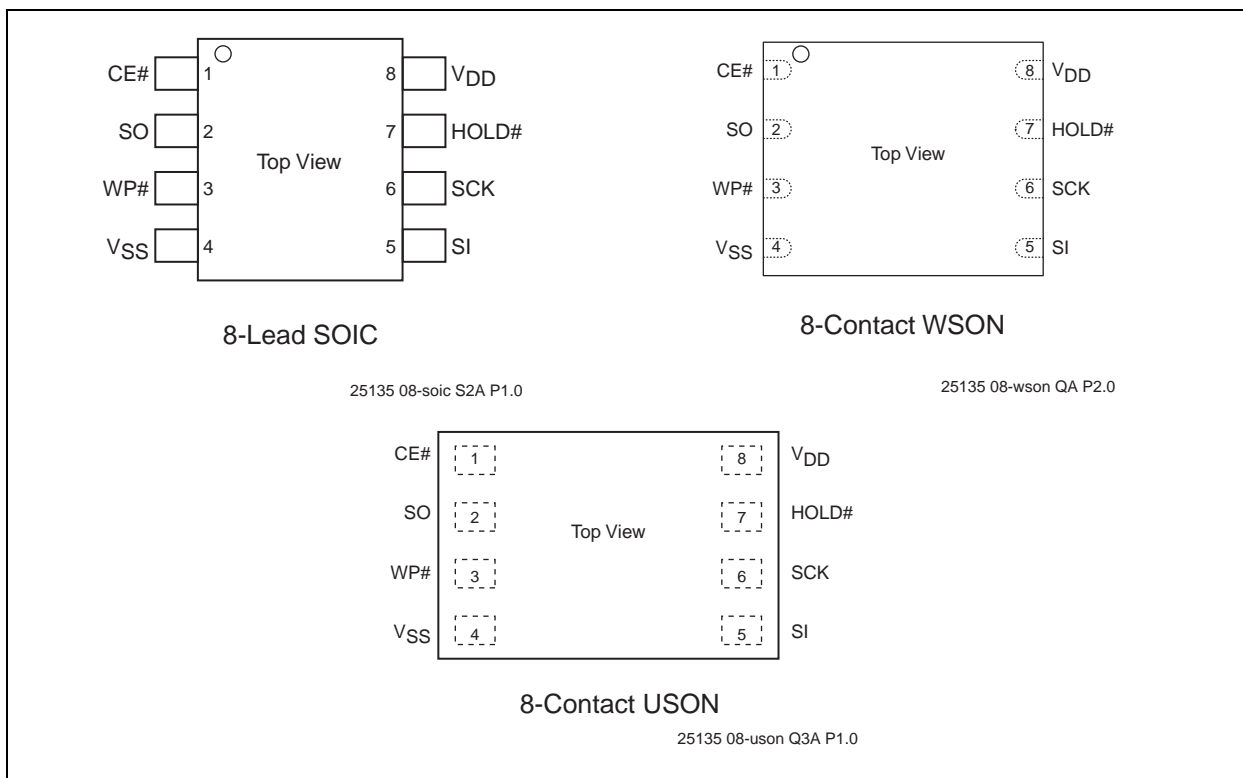 CE# 1 8 VDD
SO 2 7 HOLD#
Top View
WP# 3 6 SCK
VSS 4 5 SI
8-Lead SOIC
25135 08-soic S2A P1.0
CE# 1 8 VDD
SO 2 7 HOLD#
Top View
WP# 3 6 SCK
VSS 4 5 SI
8-Contact WSON
25135 08-wson QA P2.0
CE# 1 8 VDD
SO 2 7 HOLD#
Top View
WP# 3 6 SCK
VSS 4 5 SI
8-Contact USON
25135 08-uson Q3A P1.0